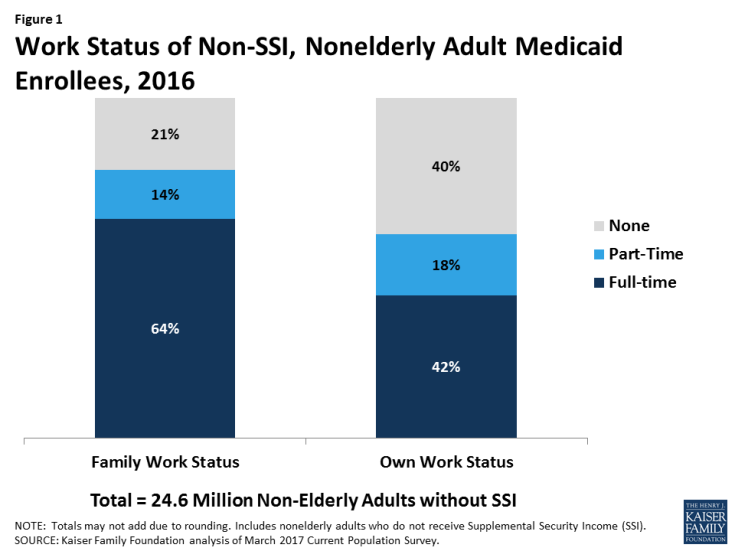 Figure 1
Work Status of Non-SSI, Nonelderly Adult Medicaid
Enrollees, 2016
21%
14%
64%
40%
18%
42%
None
Part-Time
Full-time
Family Work Status
Own Work Status
Total = 24.6 Million Non-Elderly Adults without SSI
NOTE: Totals may not add due to rounding. Includes nonelderly adults who do not receive Supplemental Security Income (SSI).
SOURCE: Kaiser Family Foundation analysis of March 2017 Current Population Survey.
THE HENRY J.
KAISER
FAMILY
FOUNDATION